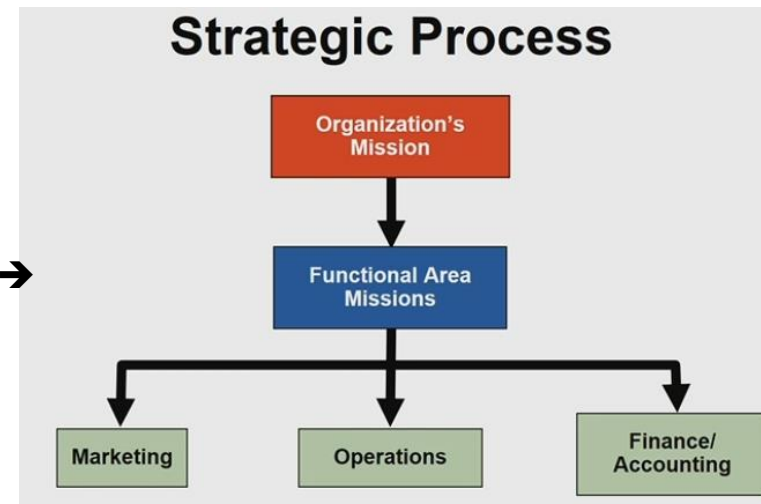 Strategic Process
Organization’s
Mission
Functional Area
Missions
Marketing
Operations
Finance/
Accounting